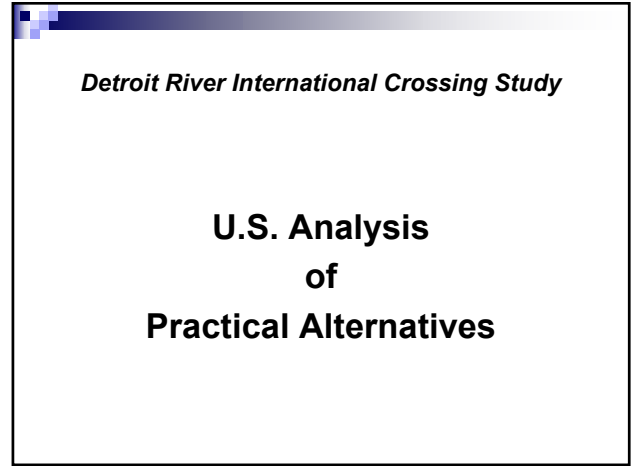 Detroit River International Crossing Study
U.S. Analysis
of
Practical Alternatives